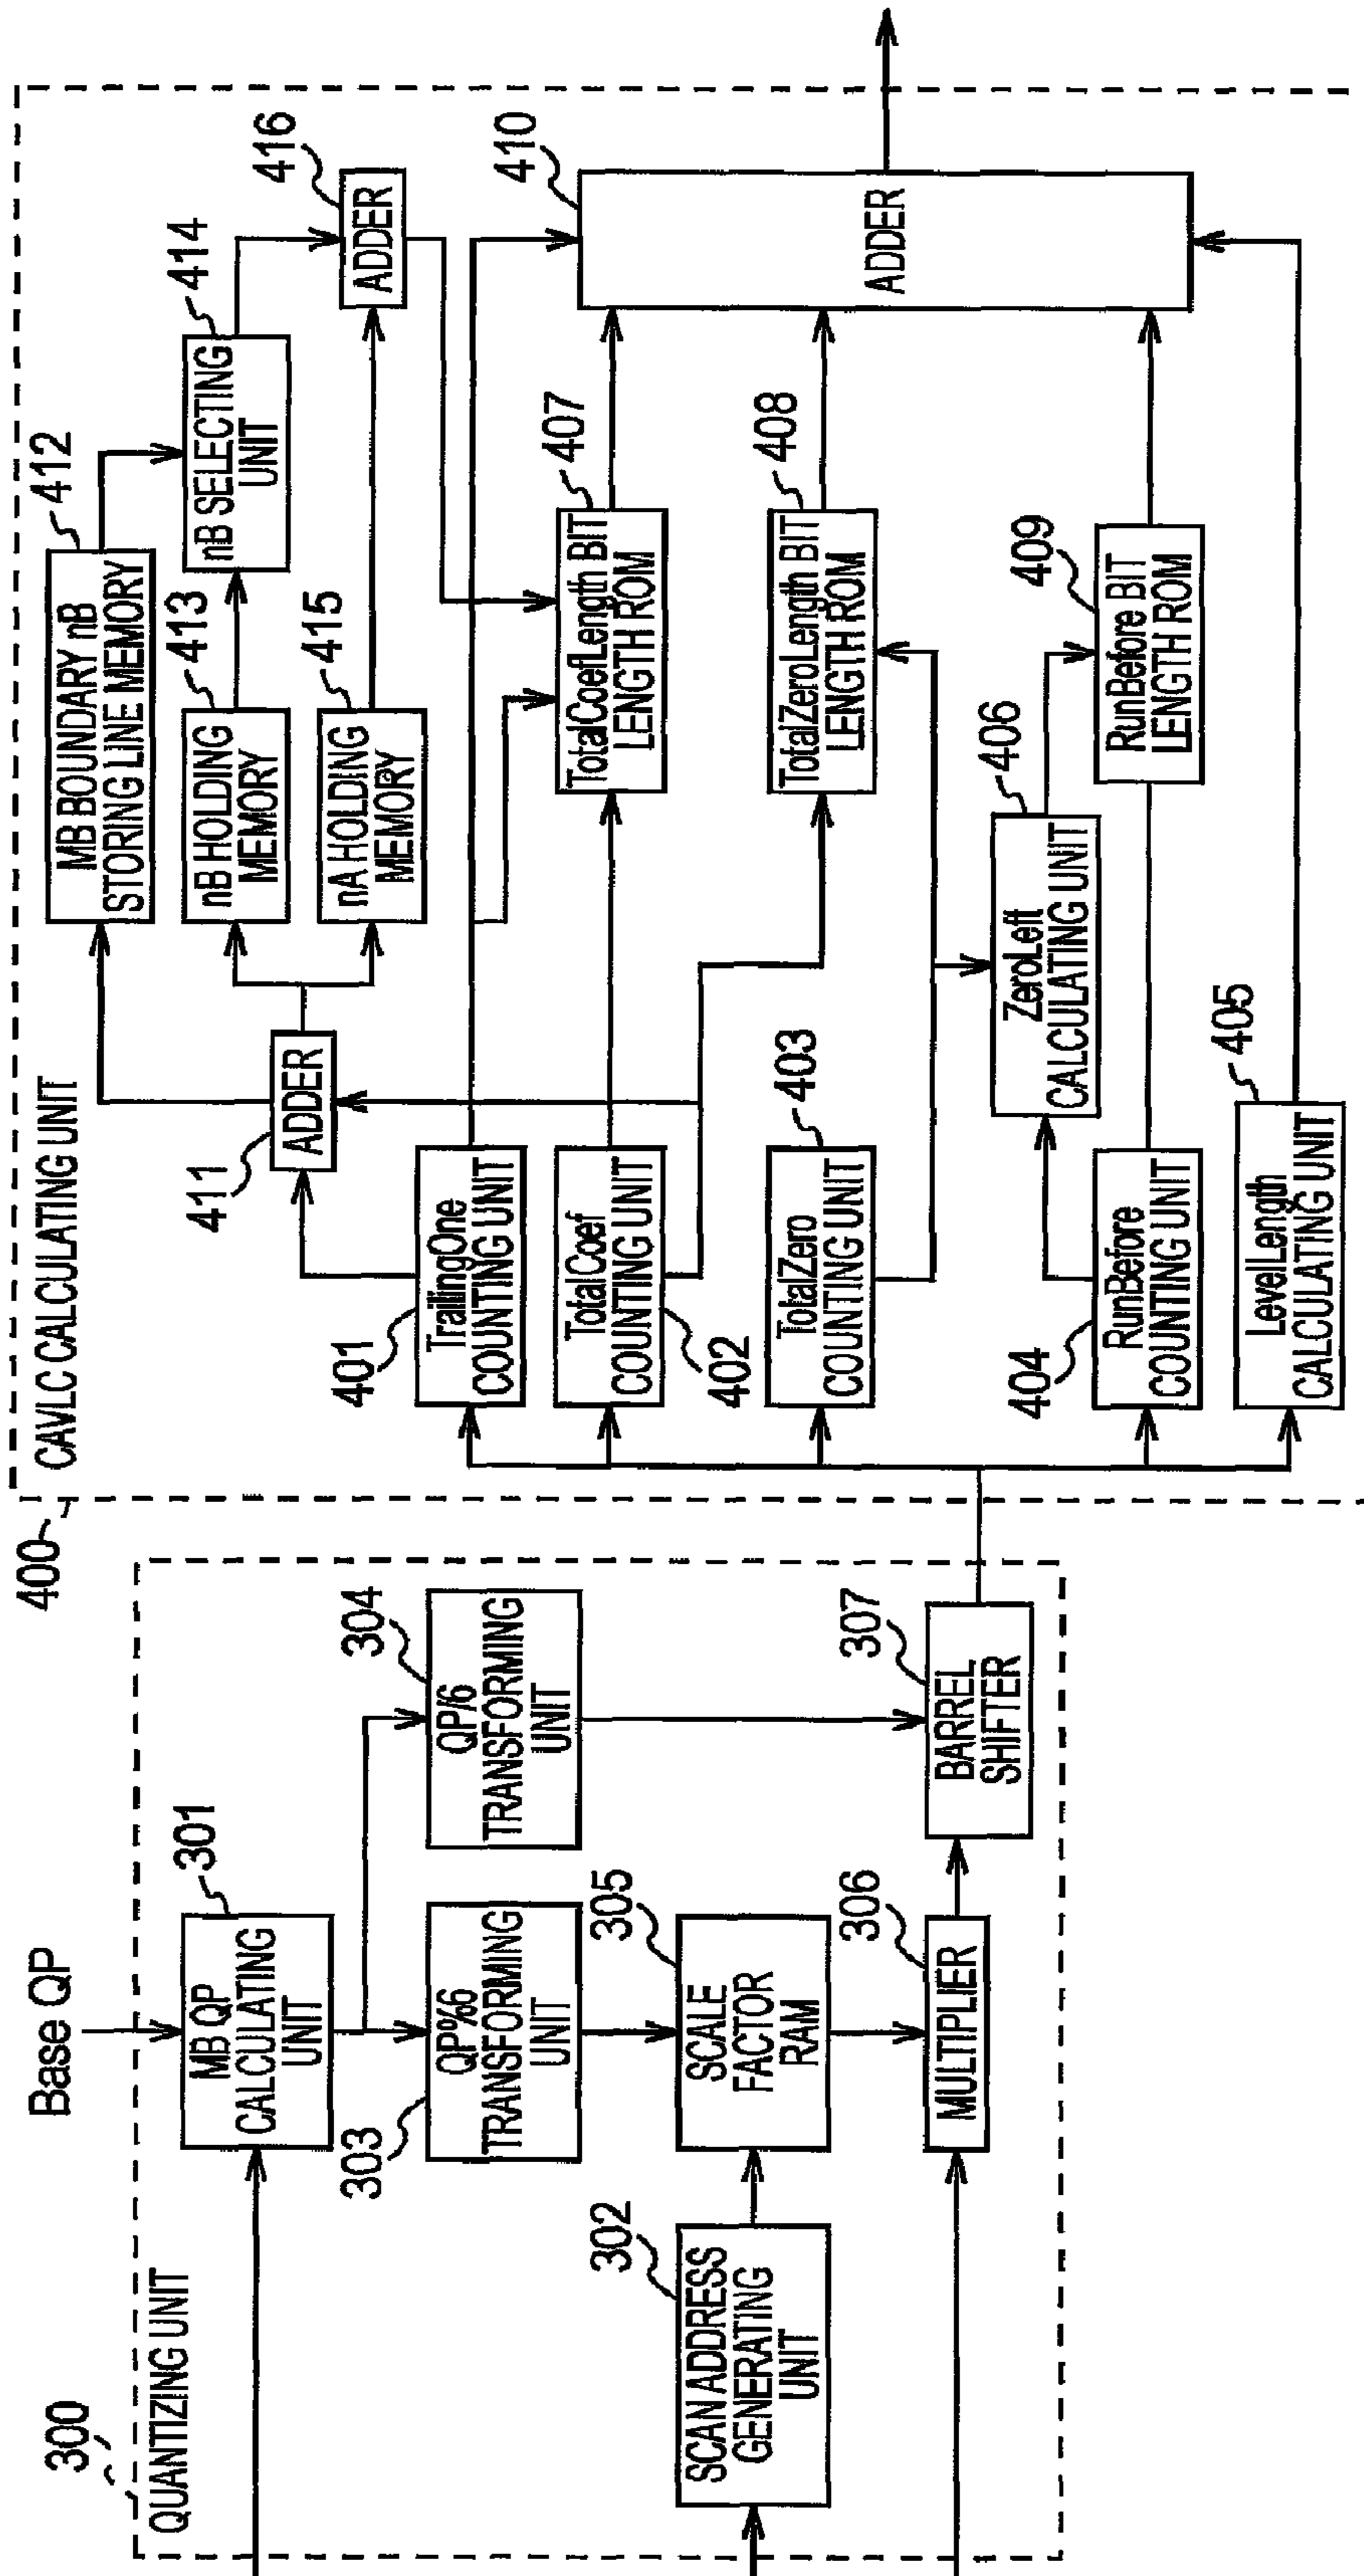 300
QUANTIZING UNIT
Base QP
MB QP
CALCULATING
UNIT
301
303
QP%6
TRANSFORMING
UNIT
304
QP/6
TRANSFORMING
UNIT
302
SCAN ADDRESS
GENERATING
UNIT
305
SCALE
FACTOR
RAM
306
MULTIPLIER
307
BARREL
SHIFTER
400
CAVLC CALCULATING UNIT
411
ADDER
412
MB BOUNDARY nB
STORING LINE MEMORY
413
nB HOLDING
MEMORY
414
nB SELECTING
UNIT
415
nA HOLDING
MEMORY
416
ADDER
401
TrailingOne
COUNTING UNIT
402
TotalCoef
COUNTING UNIT
407
TotalCoefLength BIT
LENGTH ROM
410
ADDER
403
TotalZero
COUNTING UNIT
408
TotalZeroLength BIT
LENGTH ROM
406
ZeroLeft
CALCULATING UNIT
404
RunBefore
COUNTING UNIT
409
RunBefore BIT
LENGTH ROM
405
LevelLength
CALCULATING UNIT